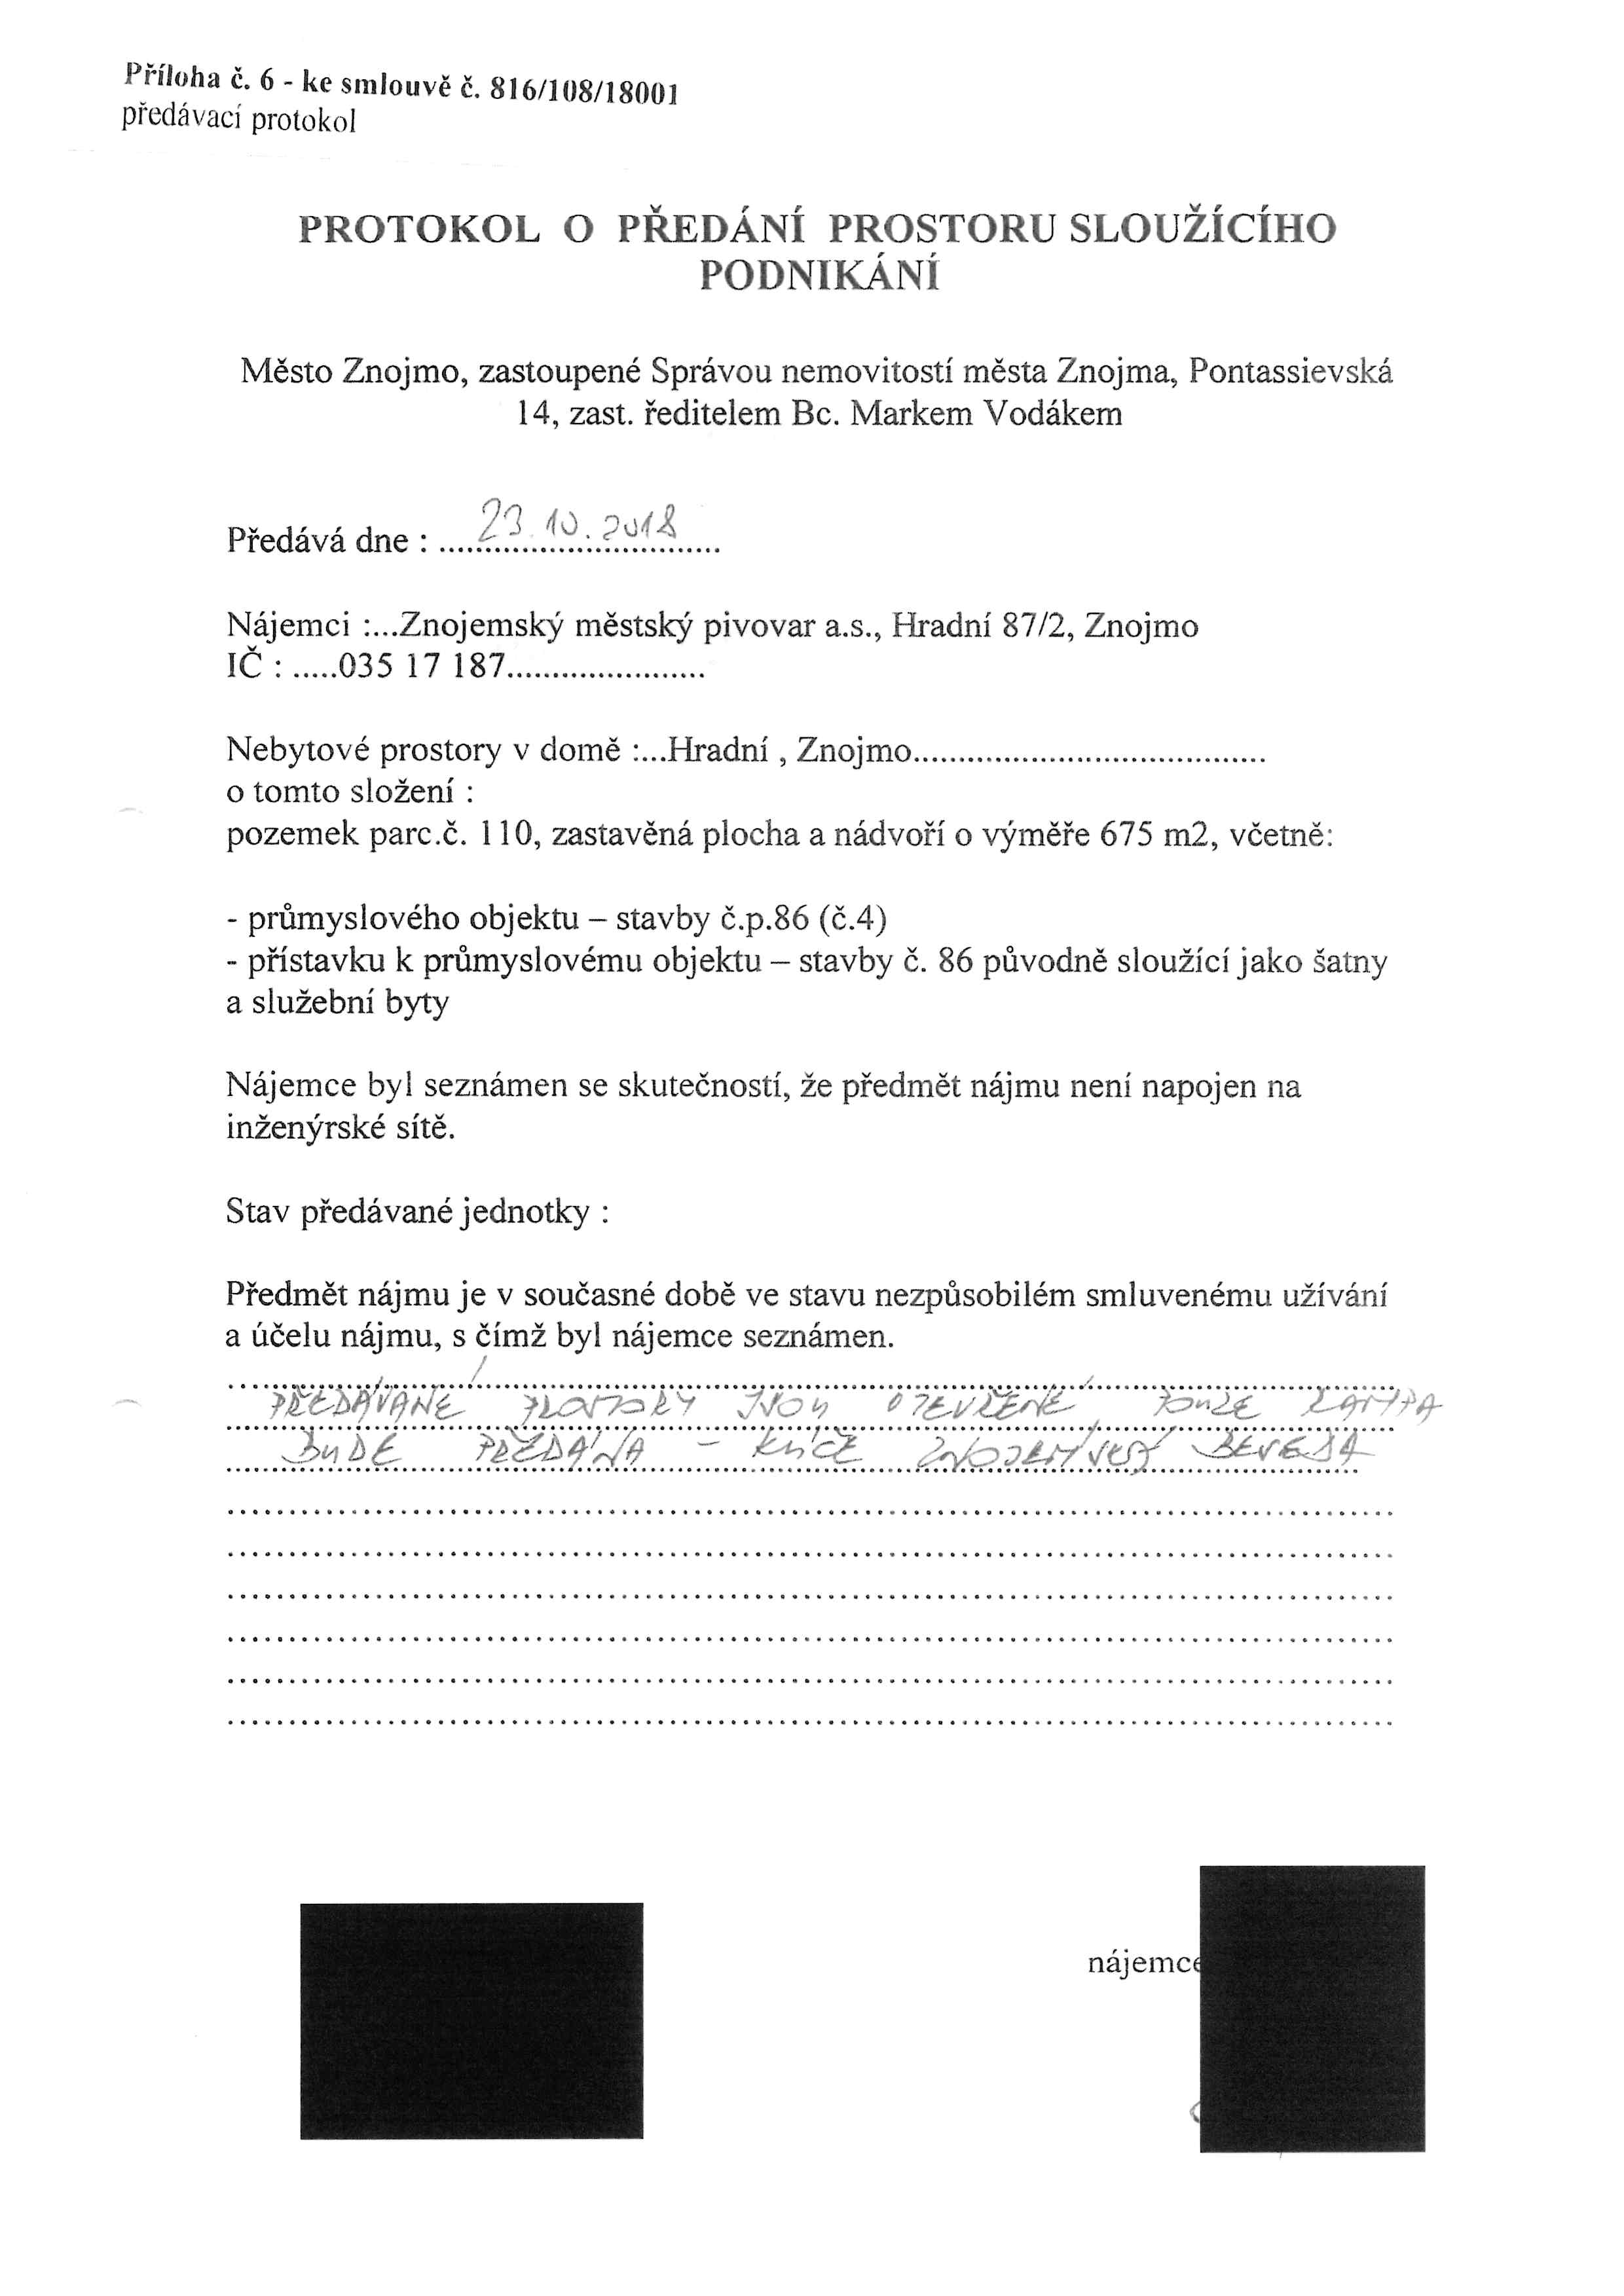 Příloha č. 6 - ke smlouvě č. 816/108/18001
předávací protokol
PROTOKOL O PŘEDÁNÍ PROSTORU SLOUŽÍCÍHO
PODNIKÁNÍ
Město Znojmo, zastoupené Správou nemovitostí města Znojma, Pontassievská
14, zast. ředitelem Bc. Markem Vodákem
Předává dne : ...23.10.2018...
Nájemci :...Znojemský městský pivovar a.s., Hradní 87/2, Znojmo
IČ : .....035 17 187......................
Nebytové prostory v domě :...Hradní , Znojmo.......................................
o tomto složení :
pozemek parc.č. 110, zastavěná plocha a nádvoří o výměře 675 m2, včetně:
- průmyslového objektu – stavby č.p.86 (č.4)
- přístavku k průmyslovému objektu – stavby č. 86 původně sloužící jako šatny
a služební byty
Nájemce byl seznámen se skutečností, že předmět nájmu není napojen na
inženýrské sítě.
Stav předávané jednotky :
Předmět nájmu je v současné době ve stavu nezpůsobilém smluvenému užívání
a účelu nájmu, s čímž byl nájemce seznámen.
PŘEDÁVANÉ PROSTORY JSOU OTEVŘENÉ, POUZE RAMPA
BUDE PŘEDÁNA - KLÍČE ZNOJEMSKÁ BESEDA
nájemce